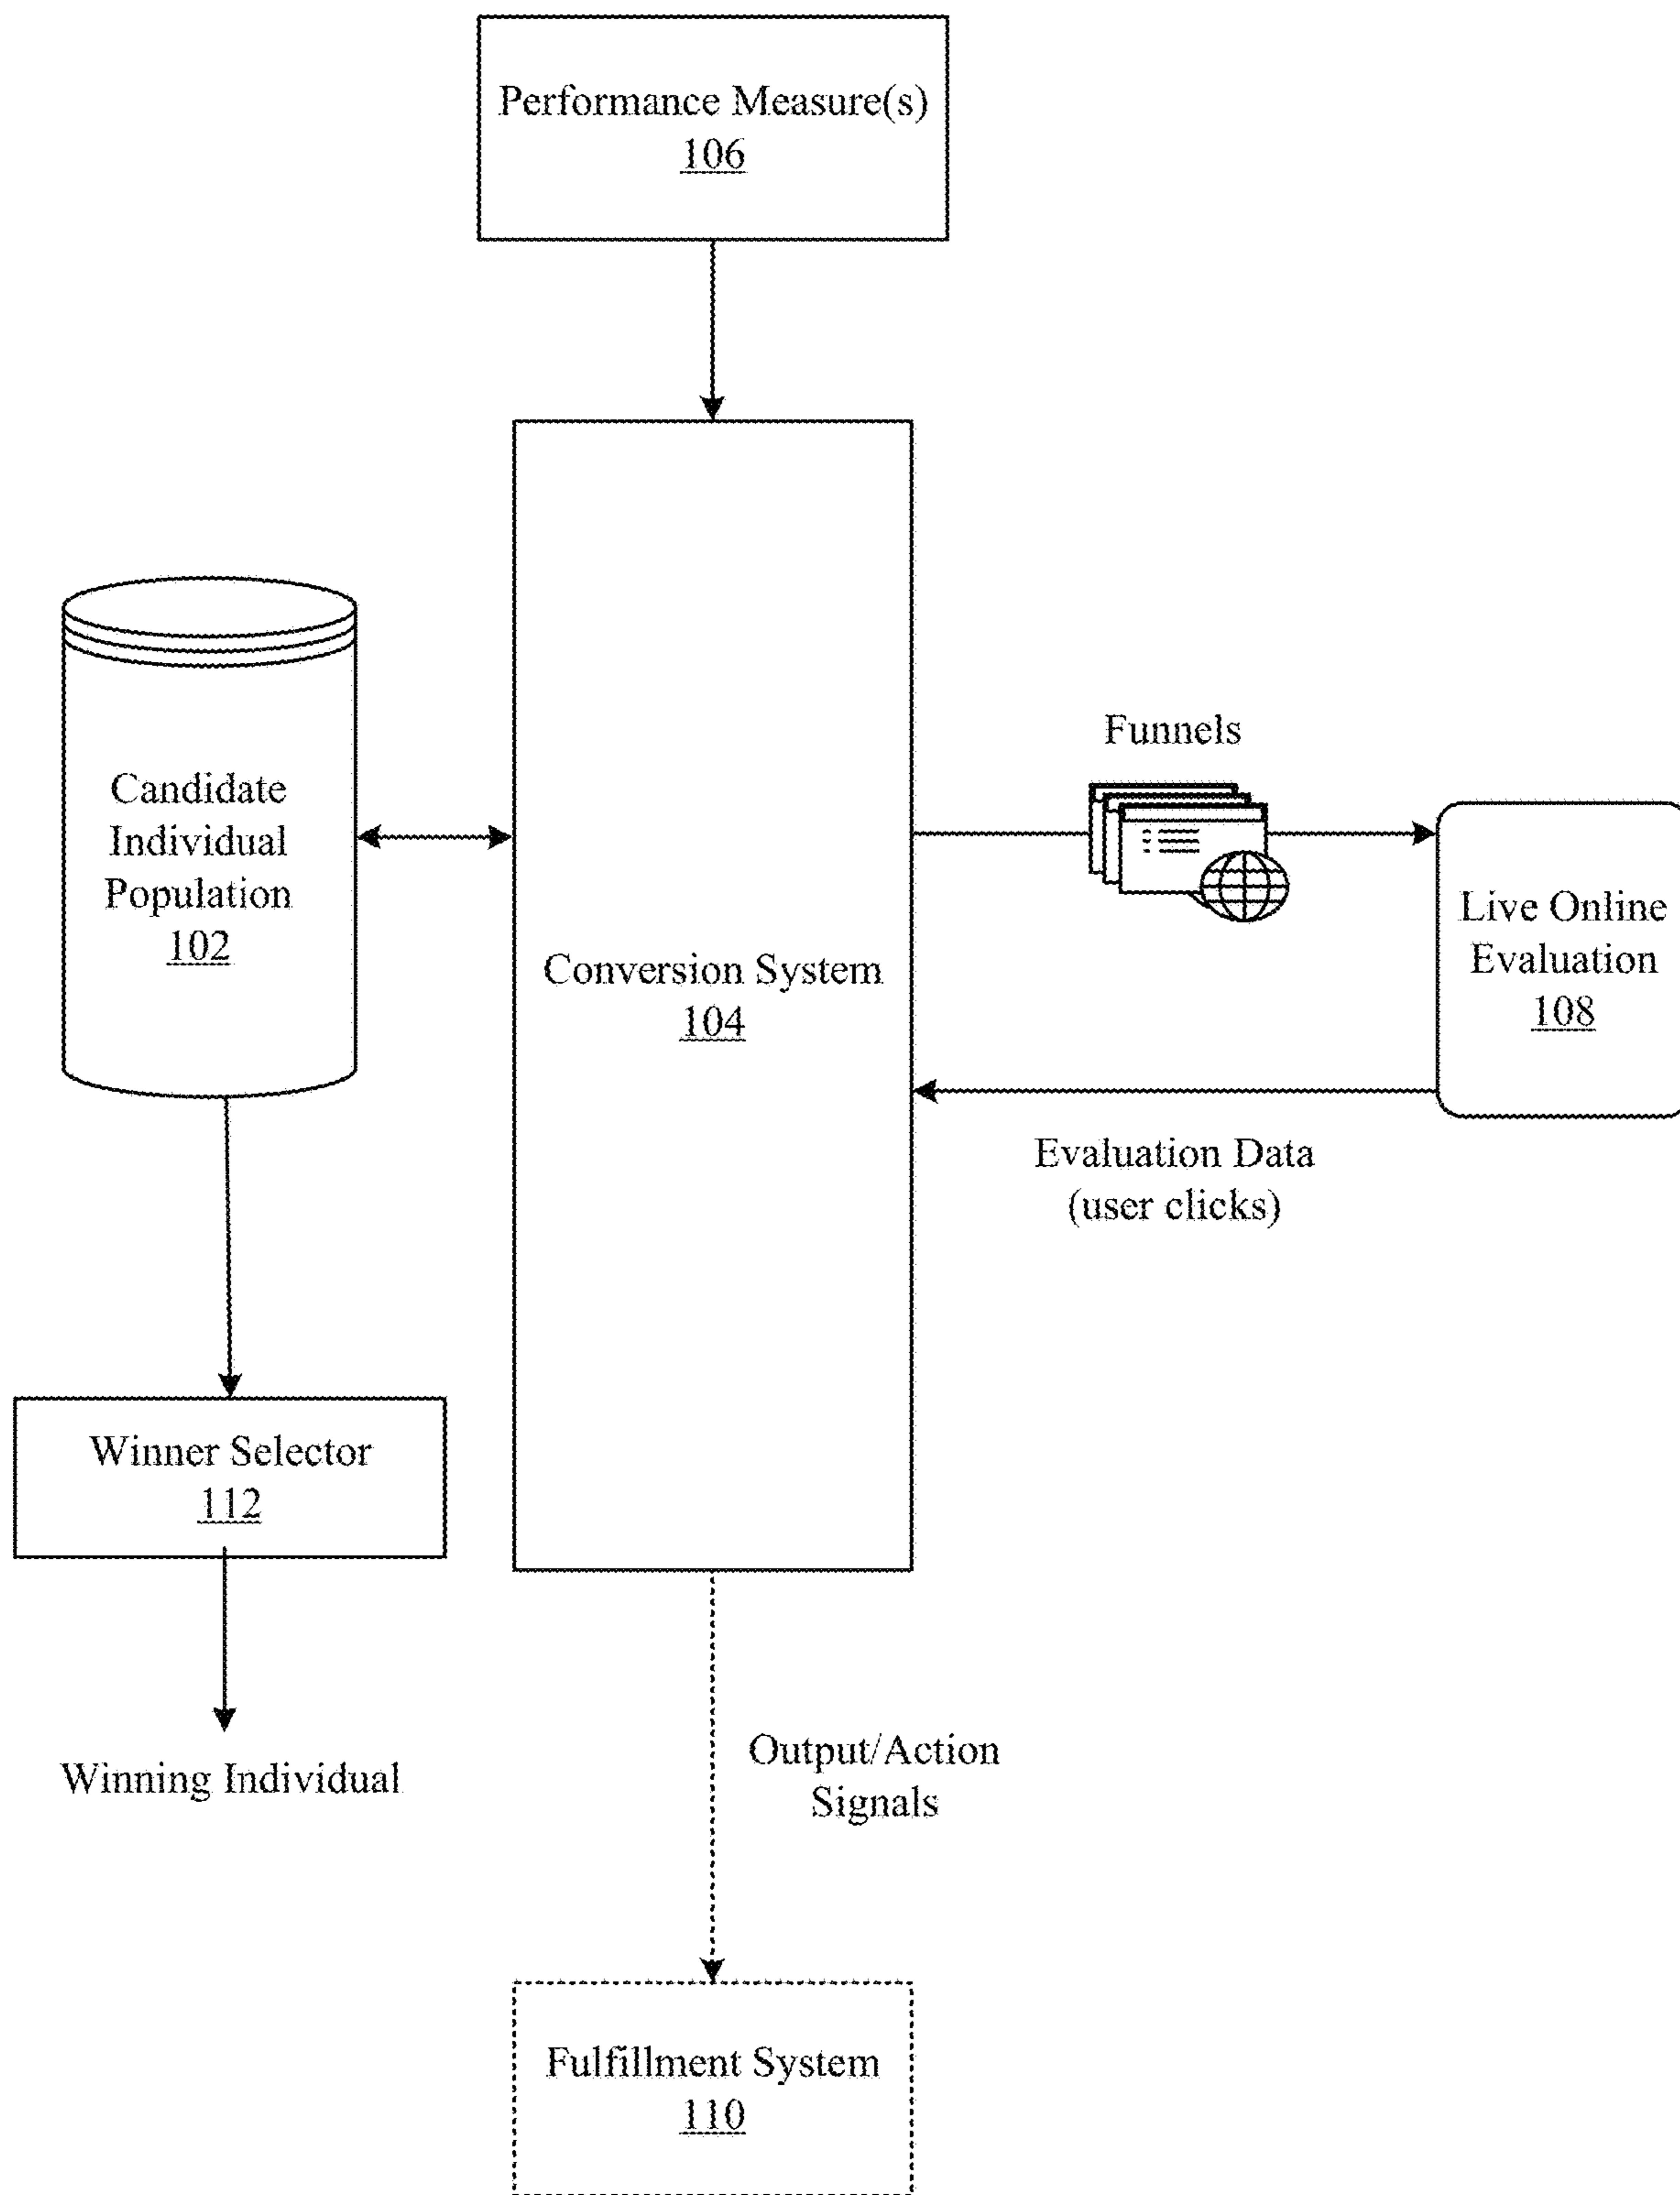 Performance Measure(s)
106
Funnels
Candidate
Individual
Population
102
Conversion System
104
Live Online
Evaluation
108
Evaluation Data
(user clicks)
Winner Selector
112
Winning Individual
Output/Action
Signals
Fulfillment System
110